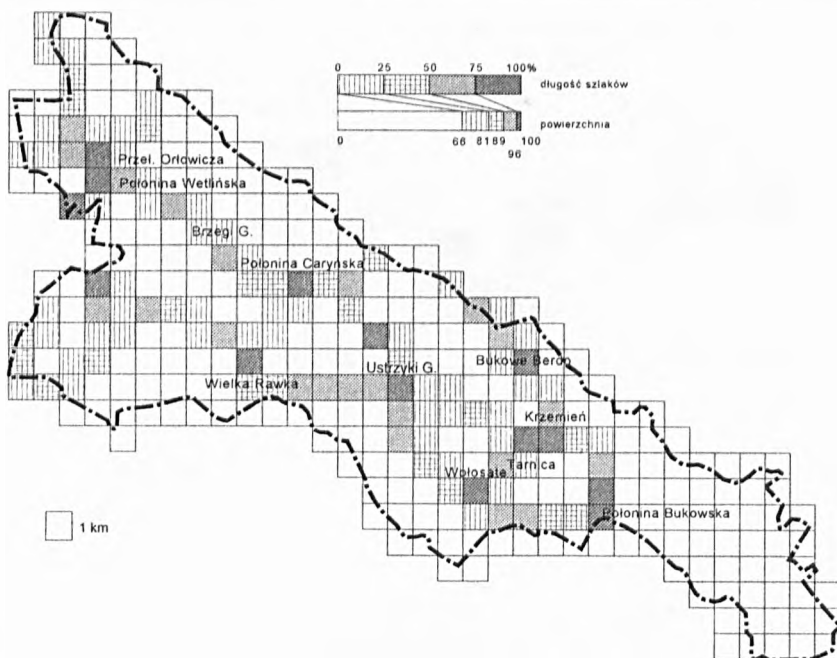 0 25 50 75 100%
długość szlaków
powierzchnia
0 66 81 89 96 100
Przeł. Orłowicza
Połonina Wetlińska
Brzegi G.
Połonina Caryńska
Bukowe Berdo
Ustrzyki G.
Wielka Rawka
Krzemień
Tarnica
Wołosate
Połonina Bukowska
1 km